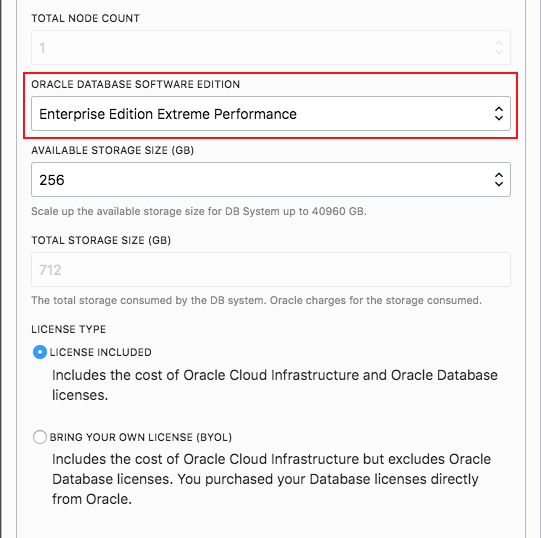 TOTAL NODE COUNT
1
ORACLE DATABASE SOFTWARE EDITION
Enterprise Edition Extreme Performance
AVAILABLE STORAGE SIZE (GB)
256
Scale up the available storage size for DB System up to 40960 GB.
TOTAL STORAGE SIZE (GB)
712
The total storage consumed by the DB system. Oracle charges for the storage consumed.
LICENSE TYPE
LICENSE INCLUDED
Includes the cost of Oracle Cloud Infrastructure and Oracle Database
licenses.
BRING YOUR OWN LICENSE (BYOL)
Includes the cost of Oracle Cloud Infrastructure but excludes Oracle
Database licenses. You purchased your Database licenses directly
from Oracle.